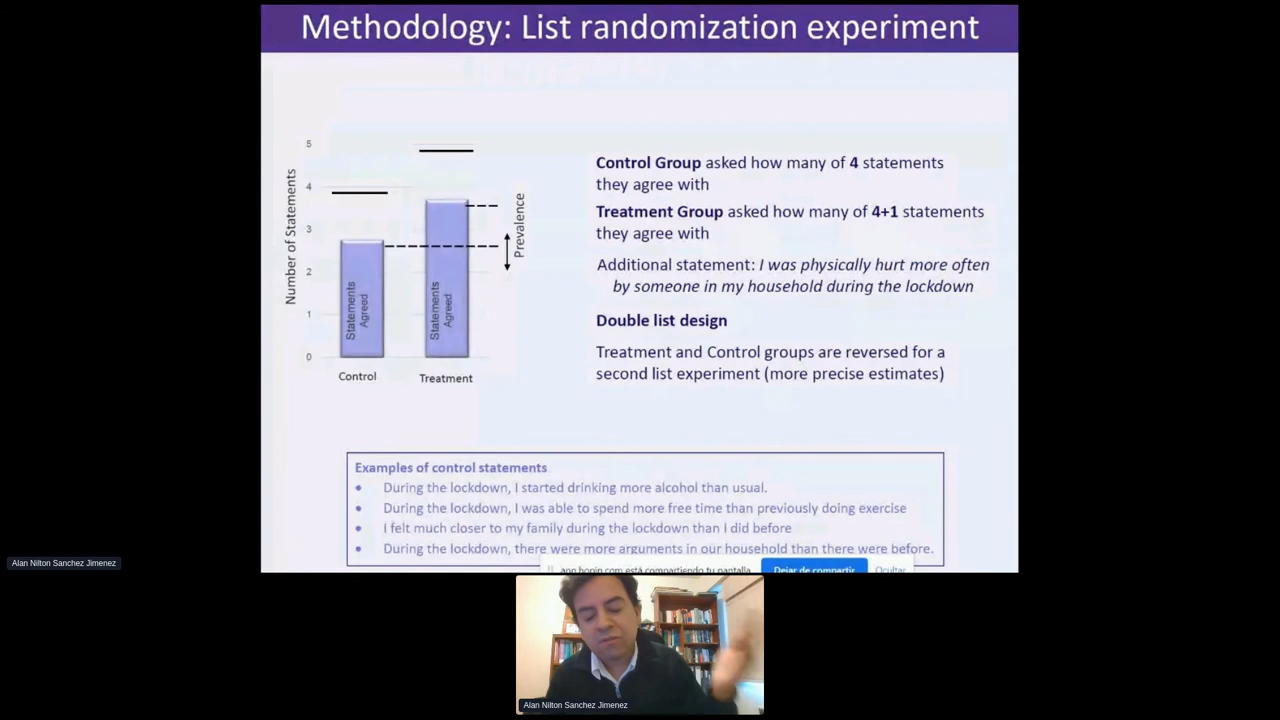 Methodology: List randomization experiment
5
4
3
2
1
0
Number of Statements
Statements
Agreed
Statements
Agreed
Prevalence
Control
Treatment
Control Group asked how many of 4 statements
they agree with
Treatment Group asked how many of 4+1 statements
they agree with
Additional statement: I was physically hurt more often
by someone in my household during the lockdown
Double list design
Treatment and Control groups are reversed for a
second list experiment (more precise estimates)
Examples of control statements
• During the lockdown, I started drinking more alcohol than usual.
• During the lockdown, I was able to spend more free time than previously doing exercise
• I felt much closer to my family during the lockdown than I did before
• During the lockdown, there were more arguments in our household than there were before.
app.hopin.com está compartiendo tu pantalla. Dejar de compartir Ocultar
Alan Nilton Sanchez Jimenez
Alan Nilton Sanchez Jimenez